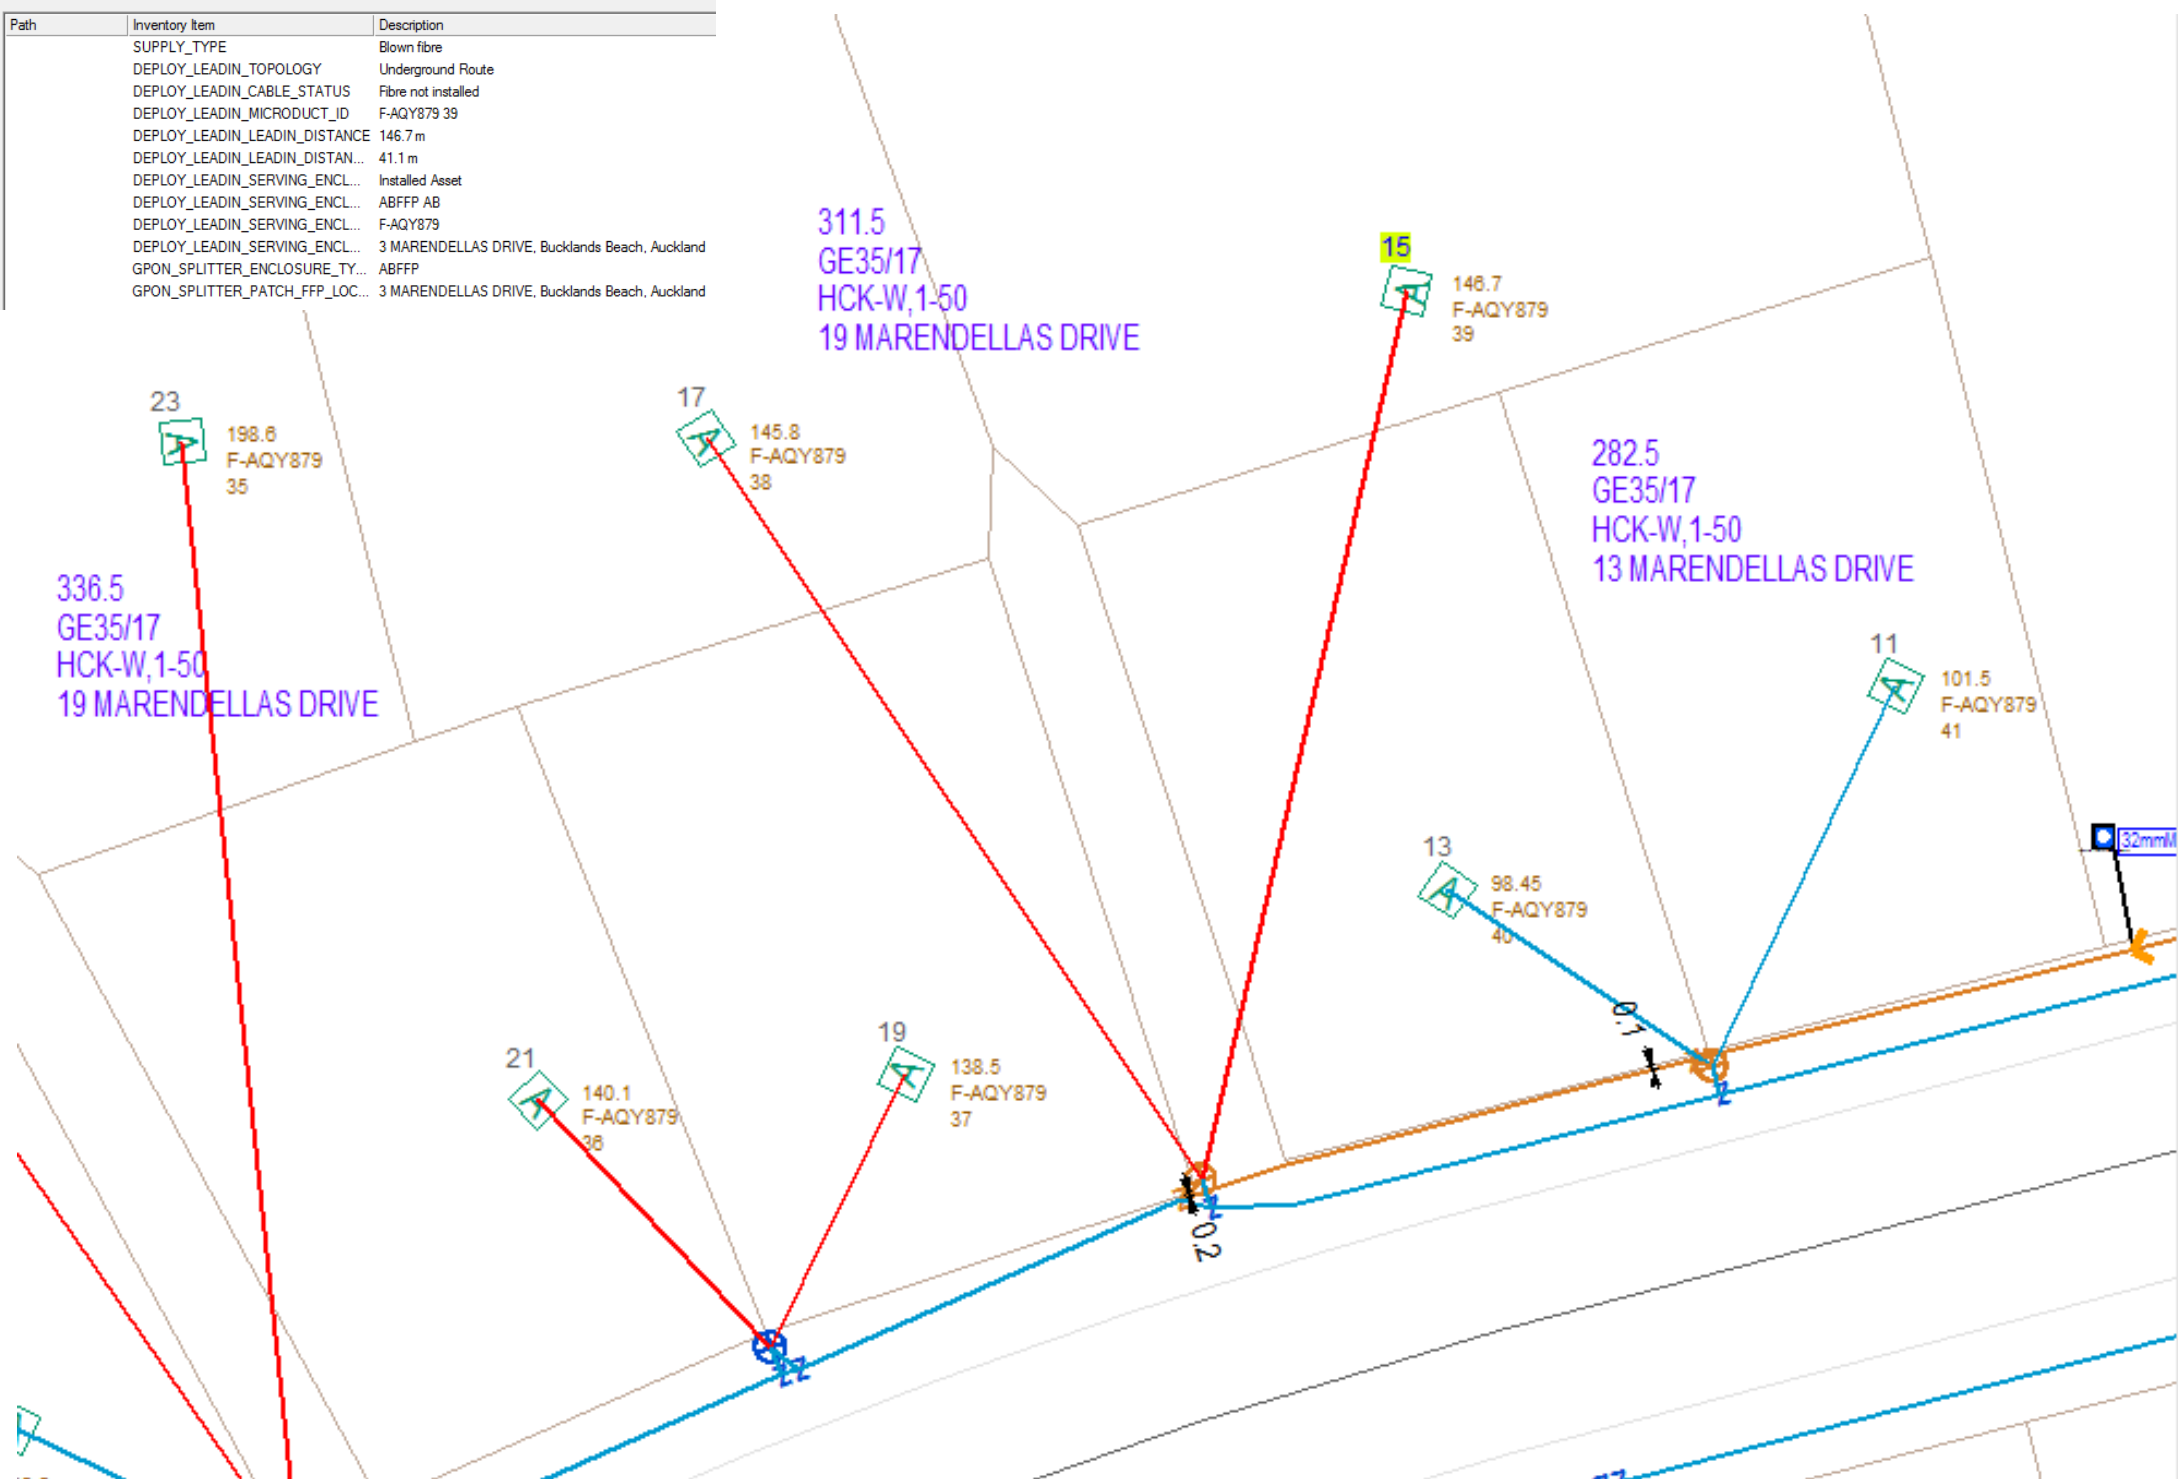 Path Inventory Item Description
SUPPLY_TYPE Blown fibre
DEPLOY_LEADIN_TOPOLOGY Underground Route
DEPLOY_LEADIN_CABLE_STATUS Fibre not installed
DEPLOY_LEADIN_MICRODUCT_ID F-AQY879 39
DEPLOY_LEADIN_LEADIN_DISTANCE 146.7 m
DEPLOY_LEADIN_LEADIN_DISTAN... 41.1 m
DEPLOY_LEADIN_SERVING_ENCL... Installed Asset
DEPLOY_LEADIN_SERVING_ENCL... ABFFP AB
DEPLOY_LEADIN_SERVING_ENCL... F-AQY879
DEPLOY_LEADIN_SERVING_ENCL... 3 MARENDELLAS DRIVE, Bucklands Beach, Auckland
GPON_SPLITTER_ENCLOSURE_TY... ABFFP
GPON_SPLITTER_PATCH_FFP_LOC... 3 MARENDELLAS DRIVE, Bucklands Beach, Auckland
311.5
GE35/17
HCK-W,1-50
19 MARENDELLAS DRIVE
15
A
146.7
F-AQY879
39
23
A
198.6
F-AQY879
35
17
A
145.8
F-AQY879
38
282.5
GE35/17
HCK-W,1-50
13 MARENDELLAS DRIVE
336.5
GE35/17
HCK-W,1-50
19 MARENDELLAS DRIVE
11
A
101.5
F-AQY879
41
32mmM
13
A
98.45
F-AQY879
40
0.1
Z
21
A
140.1
F-AQY879
36
19
A
138.5
F-AQY879
37
Z
0.2
ZZ